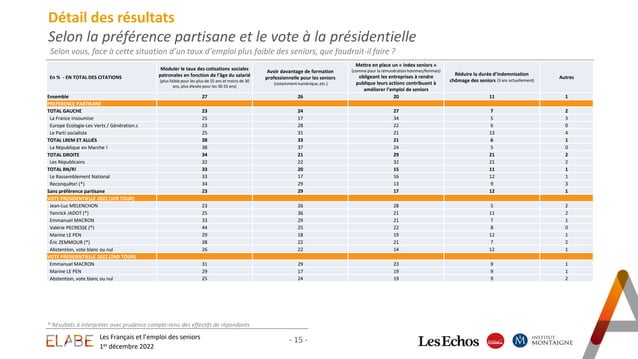 Détail des résultats
Selon la préférence partisane et le vote à la présidentielle
Selon vous, face à cette situation d'un taux d'emploi plus faible des seniors, que faudrait-il faire ?
En % - EN TOTAL DES CITATIONS
Moduler le taux des cotisations sociales patronales en fonction de l'âge du salarié
(plus faible pour les plus de 55 ans et moins de 30 ans, plus élevée pour les 30-55 ans)
Avoir davantage de formation professionnelle pour les seniors
(notamment numérique, etc.)
Mettre en place un « index seniors »
(comme pour la rémunération hommes/femmes)
obligeant les entreprises à rendre publique leurs actions contribuant à améliorer l'emploi de seniors
Réduire la durée d'indemnisation chômage des seniors (3 ans actuellement)
Autres
Ensemble 27 26 20 11 1
PREFERENCE PARTISANE
TOTAL GAUCHE 23 24 27 7 2
La France Insoumise 25 17 34 5 3
Europe Ecologie-Les Verts / Génération.s 23 28 22 6 0
Le Parti socialiste 25 31 21 13 4
TOTAL LREM ET ALLIÉS 38 33 21 6 1
La République en Marche ! 38 37 24 5 0
TOTAL DROITE 34 21 29 21 2
Les Républicains 32 22 32 21 2
TOTAL RN/R! 33 20 15 11 1
Le Rassemblement National 33 17 16 12 1
Reconquête! (*) 34 29 13 9 3
Sans préférence partisane 23 29 17 12 1
VOTE PRESIDENTIELLE 2022 (1ER TOUR)
Jean-Luc MELENCHON 23 26 28 5 2
Yannick JADOT (*) 25 36 21 11 2
Emmanuel MACRON 33 29 21 7 1
Valérie PECRESSE (*) 44 25 22 8 0
Marine LE PEN 29 18 19 12 1
Éric ZEMMOUR (*) 38 22 21 7 2
Abstention, vote blanc ou nul 26 22 14 12 1
VOTE PRESIDENTIELLE 2022 (2ND TOUR)
Emmanuel MACRON 31 29 23 9 1
Marine LE PEN 29 17 19 9 1
Abstention, vote blanc ou nul 25 24 19 9 2
* Résultats à interpréter avec prudence compte-tenu des effectifs de répondants
ELABE
Les Français et l'emploi des seniors
1er décembre 2022
- 15 -
Les Echos
INSTITUT
MONTAIGNE